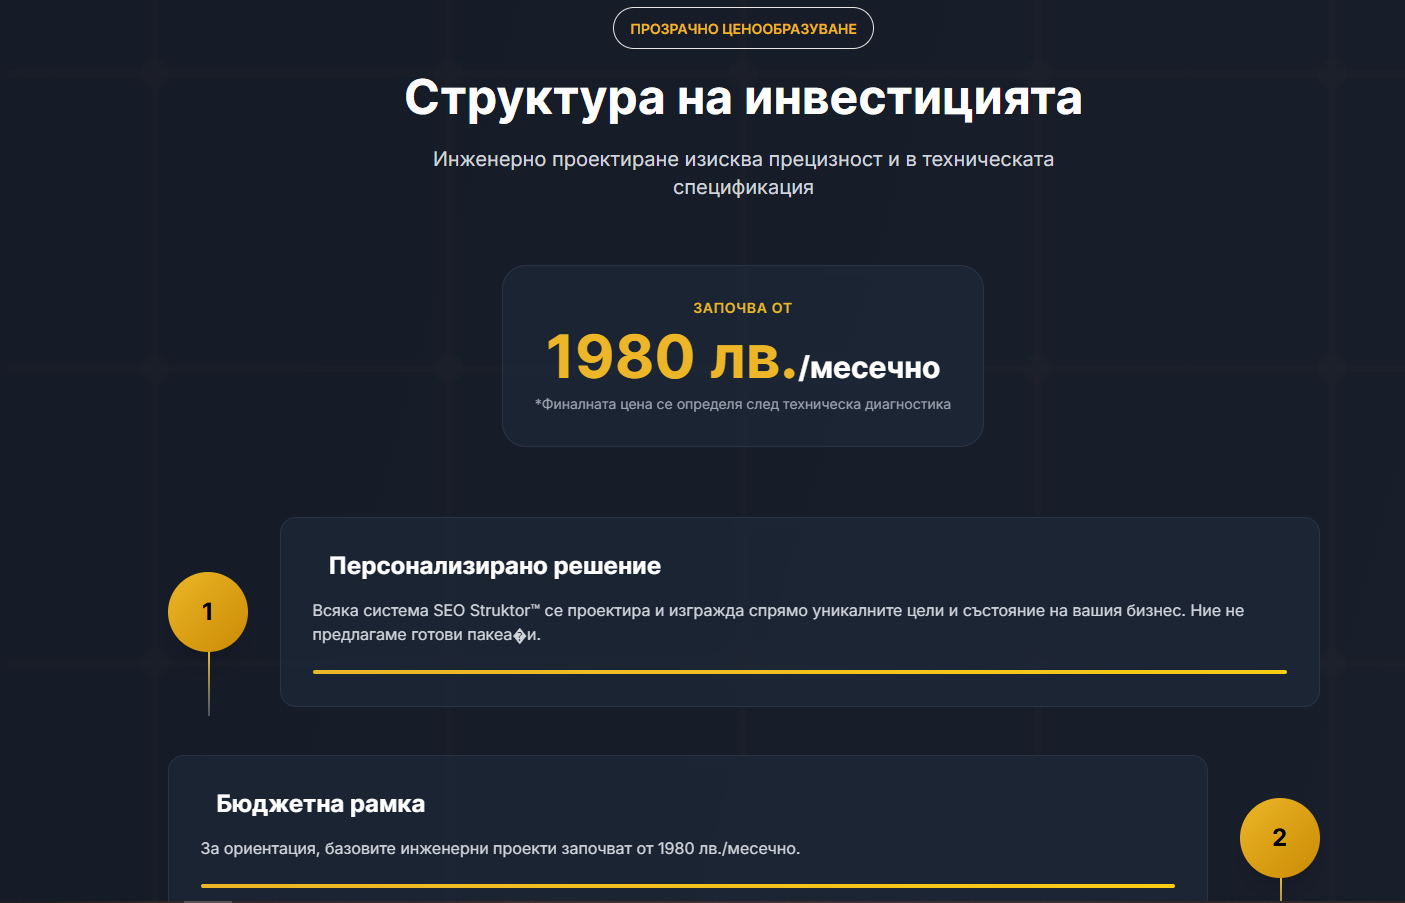 ПРОЗРАЧНО ЦЕНООБРАЗУВАНЕ
Структура на инвестицията
Инженерно проектиране изисква прецизност и в техническата
спецификация
ЗАПОЧВА ОТ
1980 лв./месечно
*Финалната цена се определя след техническа диагностика
1
Персонализирано решение
Всяка система SEO Struktor™ се проектира и изгражда спрямо уникалните цели и състояние на вашия бизнес. Ние не
предлагаме готови пакеа�и.
Бюджетна рамка
2
За ориентация, базовите инженерни проекти започват от 1980 лв./месечно.